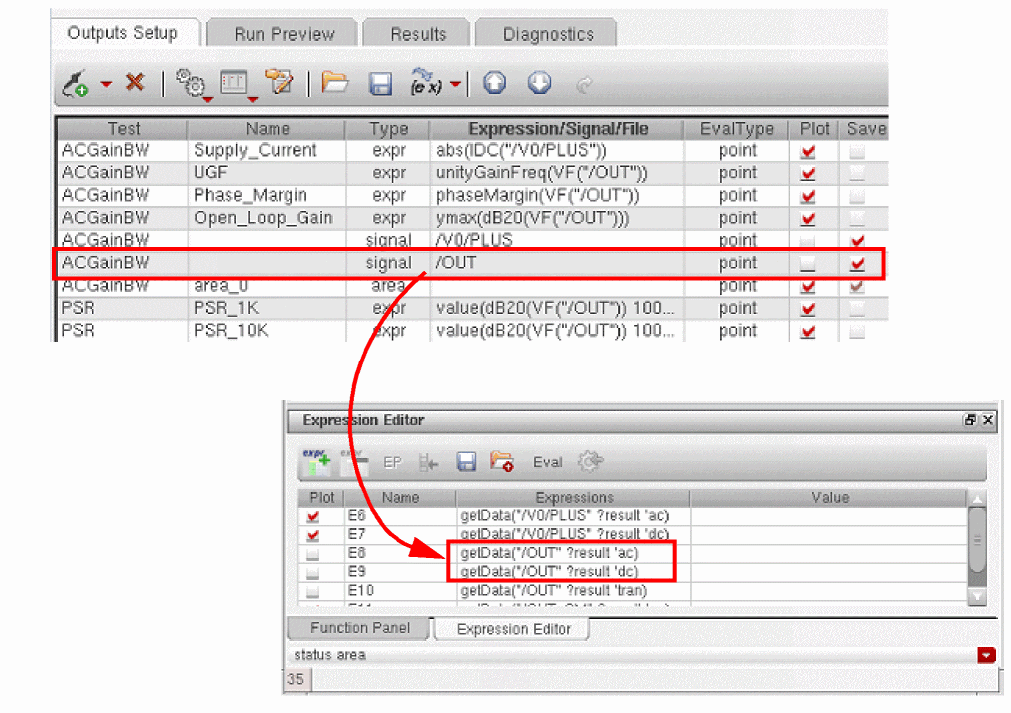 Outputs Setup Run Preview Results Diagnostics
(e x)
Test Name Type Expression/Signal/File EvalType Plot Save
ACGainBW Supply_Current expr abs(IDC("/V0/PLUS")) point
ACGainBW UGF expr unityGainFreq(VF("/OUT")) point
ACGainBW Phase_Margin expr phaseMargin(VF("/OUT")) point
ACGainBW Open_Loop_Gain expr ymax(dB20(VF("/OUT"))) point
ACGainBW signal /V0/PLUS point
ACGainBW signal /OUT point
ACGainBW area_0 area point
PSR PSR_1K expr value(dB20(VF("/OUT")) 100... point
PSR PSR_10K expr value(dB20(VF("/OUT")) 100... point
Expression Editor
expr expr EP Eval
Plot Name Expressions Value
E6 getData("/V0/PLUS" ?result 'ac)
E7 getData("/V0/PLUS" ?result 'dc)
E8 getData("/OUT" ?result 'ac)
E9 getData("/OUT" ?result 'dc)
E10 getData("/OUT" ?result 'tran)
Function Panel Expression Editor
status area
35